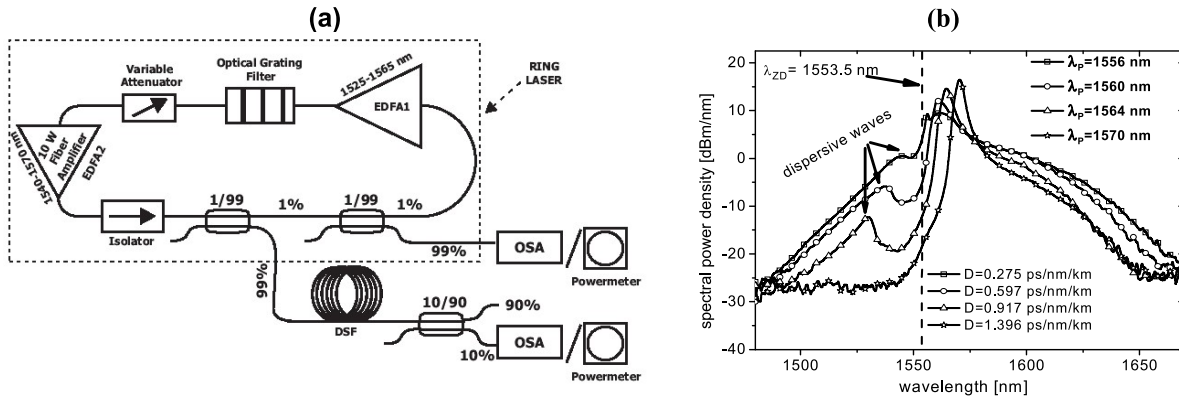 (a)
Variable
Attenuator
Optical Grating
Filter
1525-1565 nm
EDFA1
RING
LASER
10 W
Fiber
Amplifier
EDFA2
1540-1570 nm
Isolator
1/99
1%
1/99
1%
99%
OSA
Powermeter
99%
DSF
10/90
90%
10%
OSA
Powermeter
(b)
λZD= 1553.5 nm
λP=1556 nm
λP=1560 nm
λP=1564 nm
λP=1570 nm
dispersive waves
D=0.275 ps/nm/km
D=0.597 ps/nm/km
D=0.917 ps/nm/km
D=1.396 ps/nm/km
spectral power density [dBm/nm]
20
10
0
-10
-20
-30
-40
1500
1550
1600
1650
wavelength [nm]